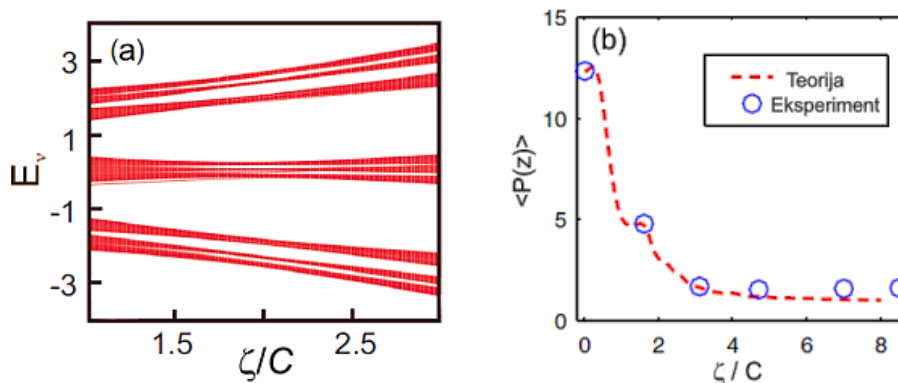 (a)
3
1
-1
-3
E_ν
1.5 2.5
ζ/C
(b)
15
10
5
0
<P(z)>
Teorija
Eksperiment
0 2 4 6 8
ζ / C